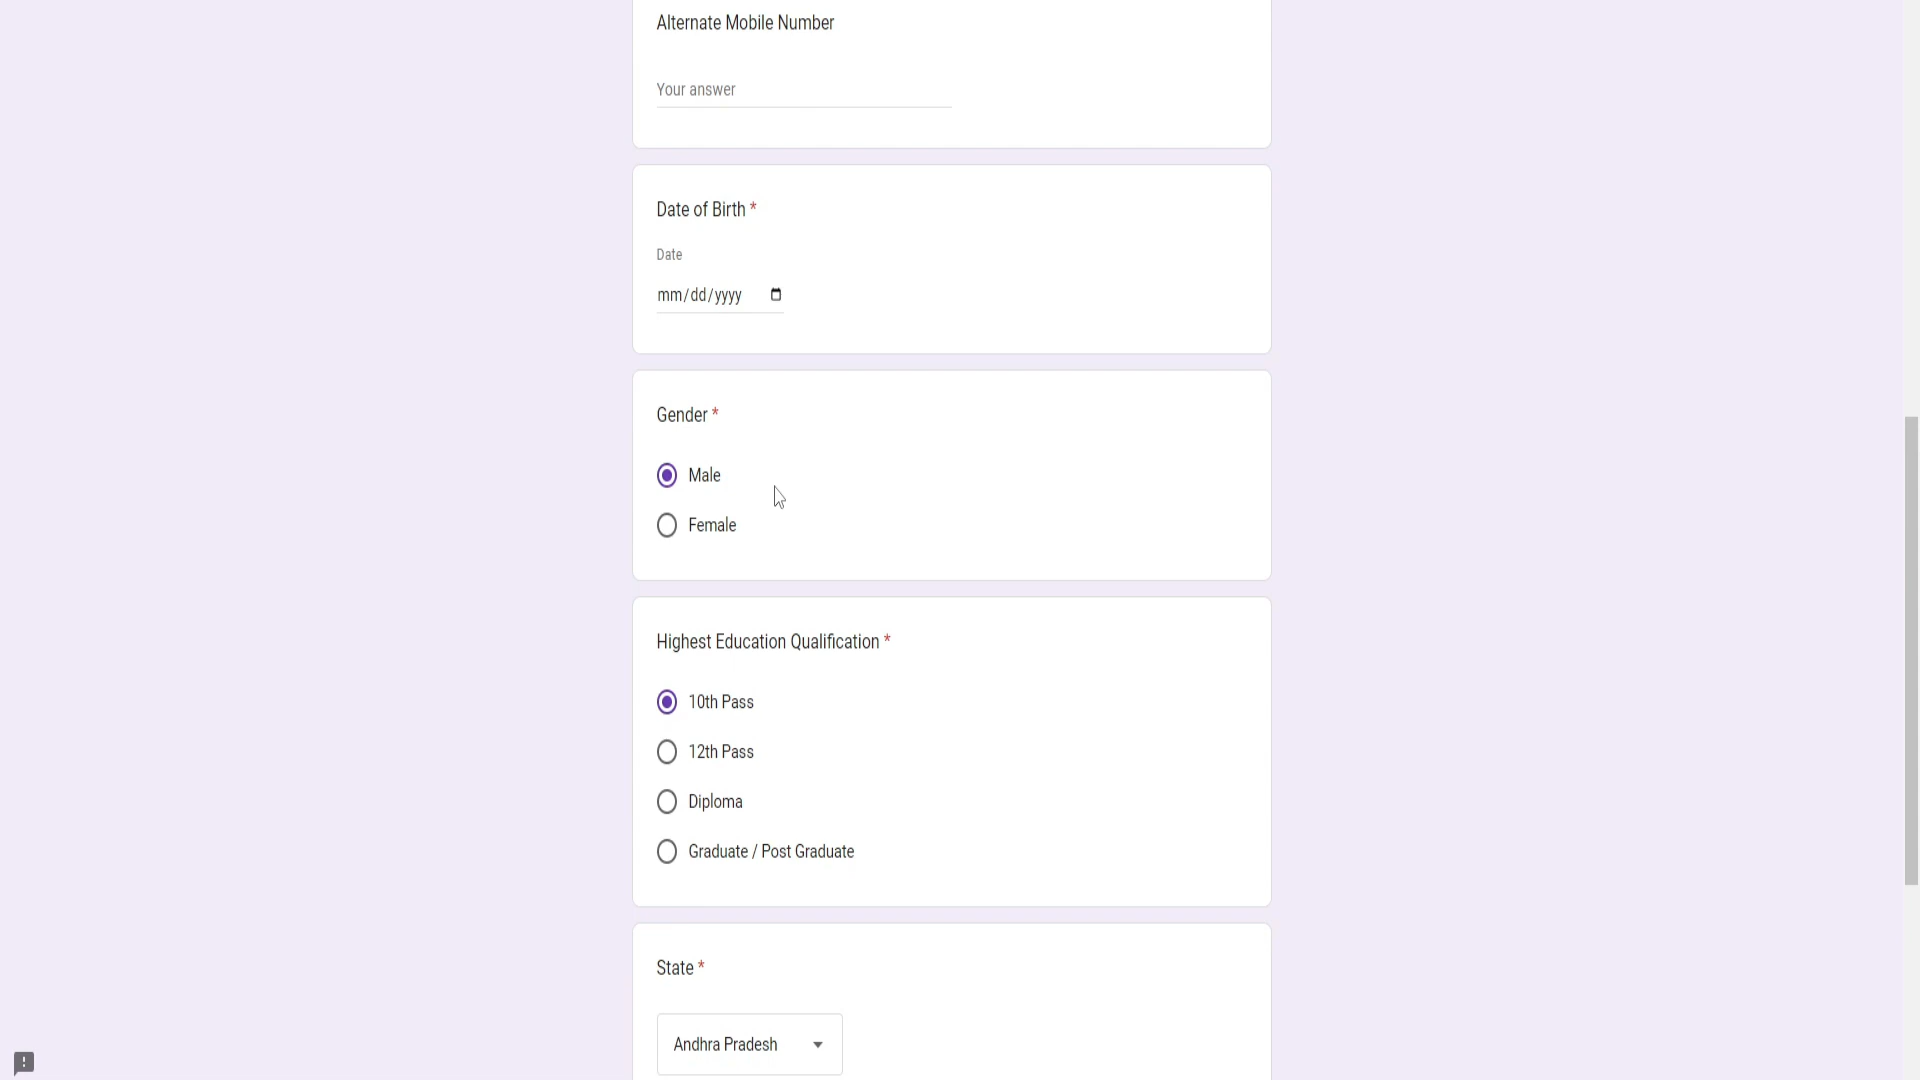 Alternate Mobile Number
Your answer
Date of Birth *
Date
mm/dd/yyyy
Gender *
Male
Female
Highest Education Qualification *
10th Pass
12th Pass
Diploma
Graduate / Post Graduate
State *
Andhra Pradesh